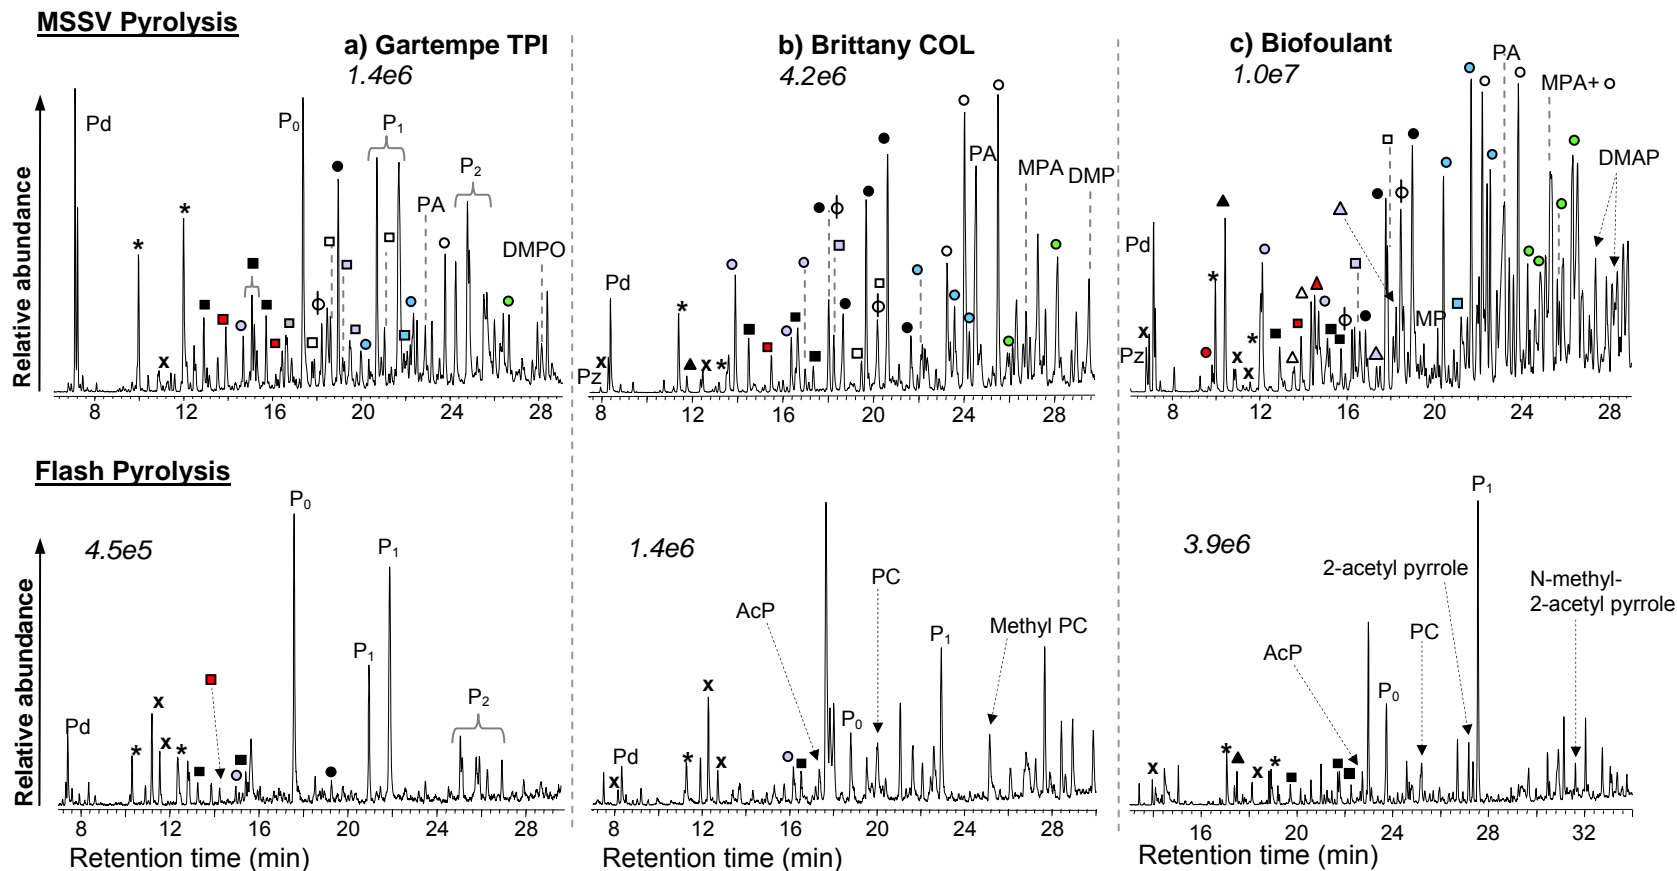 MSSV Pyrolysis
a) Gartempe TPI
1.4e6
b) Brittany COL
4.2e6
c) Biofoulant
1.0e7
Relative abundance
Pd
*
x
*
P0
P1
PA
P2
DMPO
8 12 16 20 24 28
Pz
x
Pd
*
x
*
PA
MPA
DMP
8 12 16 20 24 28
x
Pz
Pd
*
x
x
*
MP
PA
MPA+
DMAP
8 12 16 20 24 28
Flash Pyrolysis
4.5e5
Relative abundance
Pd
*
x
x
*
P0
P1
P1
P2
8 12 16 20 24 28
Retention time (min)
1.4e6
x
Pd
*
x
x
AcP
P0
PC
P1
Methyl PC
8 12 16 20 24 28
Retention time (min)
3.9e6
x
*
x
*
AcP
P0
PC
2-acetyl pyrrole
P1
N-methyl-
2-acetyl pyrrole
16 20 24 28 32
Retention time (min)